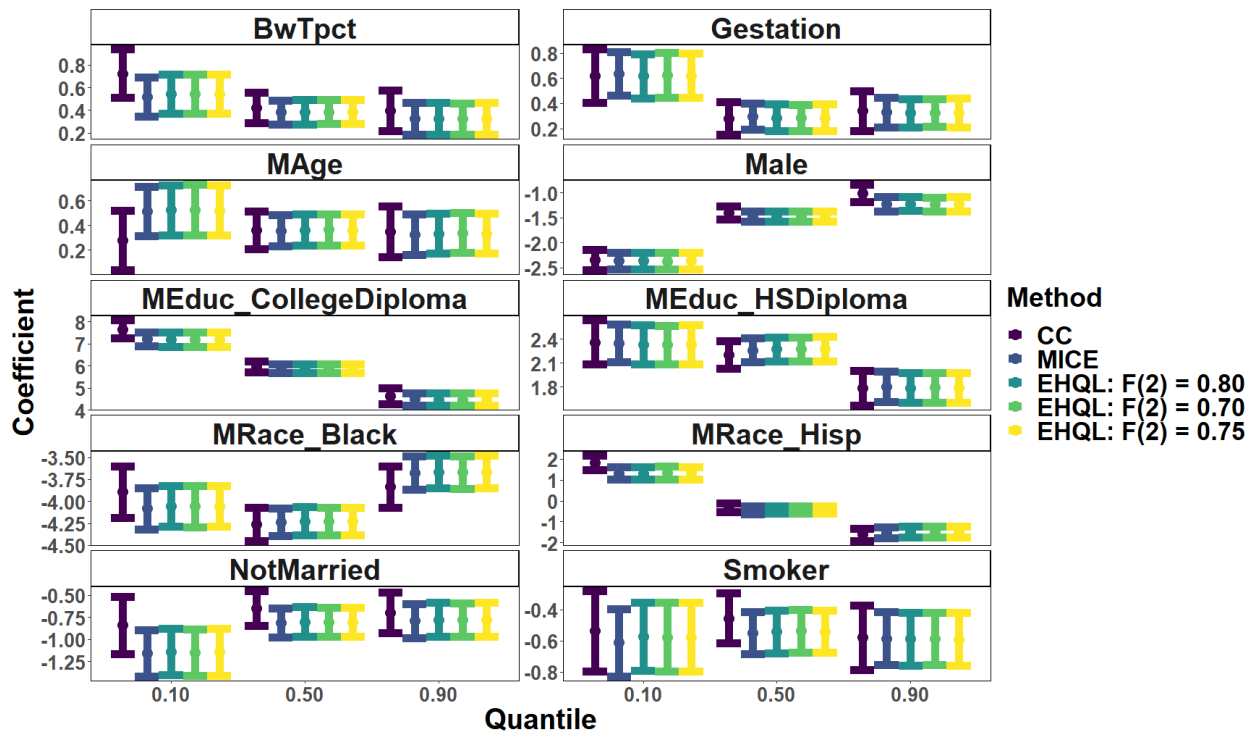 BwTpct
Gestation
0.8
0.6
0.4
0.2
0.8
0.6
0.4
0.2
MAge
Male
0.6
0.4
0.2
-1.0
-1.5
-2.0
-2.5
MEduc_CollegeDiploma
MEduc_HSDiploma
8
7
6
5
4
2.4
2.1
1.8
MRace_Black
MRace_Hisp
-3.50
-3.75
-4.00
-4.25
-4.50
2
1
0
-1
-2
NotMarried
Smoker
-0.50
-0.75
-1.00
-1.25
-0.4
-0.6
-0.8
0.10 0.50 0.90
0.10 0.50 0.90
Coefficient
Quantile
Method
CC
MICE
EHQL: F(2) = 0.80
EHQL: F(2) = 0.70
EHQL: F(2) = 0.75